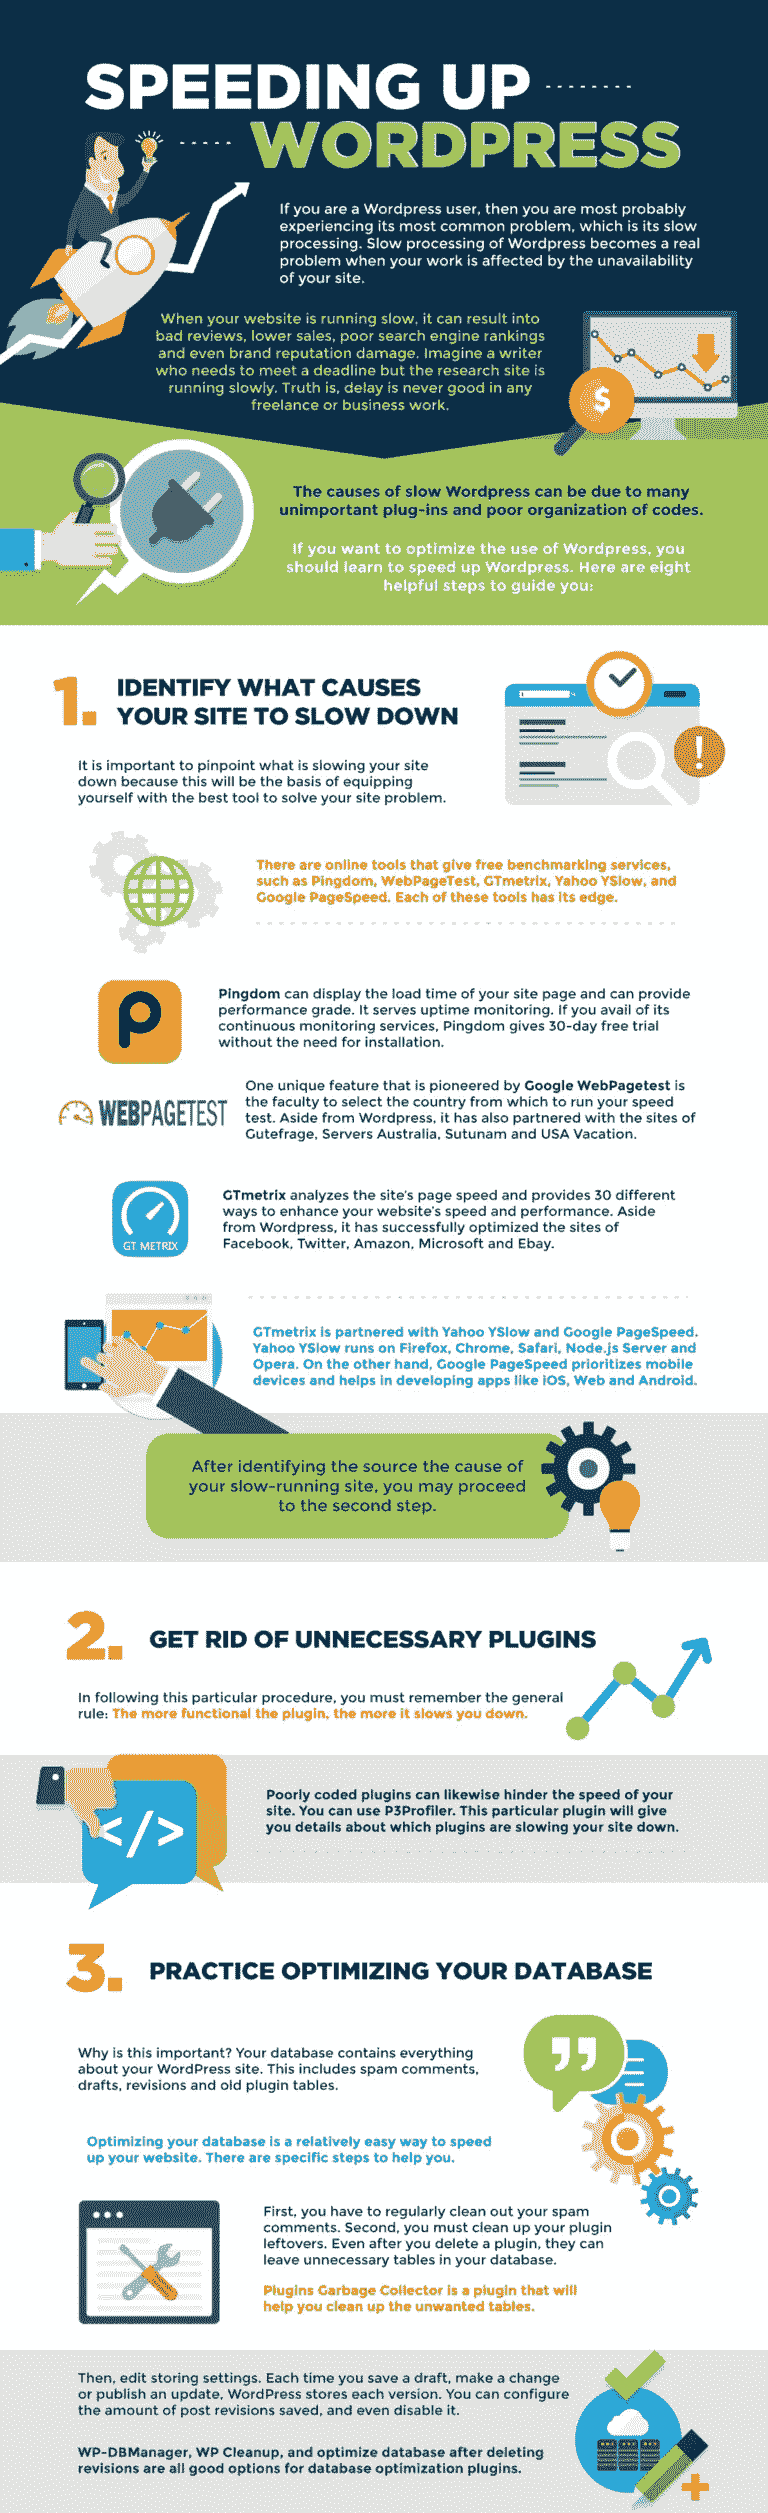 SPEEDING UP
WORDPRESS
If you are a Wordpress user, then you are most probably
experiencing its most common problem, which is its slow
processing. Slow processing of Wordpress becomes a real
problem when your work is affected by the unavailability
of your site.
When your website is running slow, it can result into
bad reviews, lower sales, poor search engine rankings
and even brand reputation damage. Imagine a writer
who needs to meet a deadline but the research site is
running slowly. Truth is, delay is never good in any
freelance or business work.
$
The causes of slow Wordpress can be due to many
unimportant plug-ins and poor organization of codes.
If you want to optimize the use of Wordpress, you
should learn to speed up Wordpress. Here are eight
helpful steps to guide you:
1. IDENTIFY WHAT CAUSES
YOUR SITE TO SLOW DOWN
!
It is important to pinpoint what is slowing your site
down because this will be the basis of equipping
yourself with the best tool to solve your site problem.
There are online tools that give free benchmarking services,
such as Pingdom, WebPageTest, GTmetrix, Yahoo YSlow, and
Google PageSpeed. Each of these tools has its edge.
p
Pingdom can display the load time of your site page and can provide
performance grade. It serves uptime monitoring. If you avail of its
continuous monitoring services, Pingdom gives 30-day free trial
without the need for installation.
WEBPAGETEST
One unique feature that is pioneered by Google WebPagetest is
the faculty to select the country from which to run your speed
test. Aside from Wordpress, it has also partnered with the sites of
Gutefrage, Servers Australia, Sutunam and USA Vacation.
GT METRIX
GTmetrix analyzes the site's page speed and provides 30 different
ways to enhance your website's speed and performance. Aside
from Wordpress, it has successfully optimized the sites of
Facebook, Twitter, Amazon, Microsoft and Ebay.
GTmetrix is partnered with Yahoo YSlow and Google PageSpeed.
Yahoo YSlow runs on Firefox, Chrome, Safari, Node.js Server and
Opera. On the other hand, Google PageSpeed prioritizes mobile
devices and helps in developing apps like iOS, Web and Android.
After identifying the source the cause of
your slow-running site, you may proceed
to the second step.
2. GET RID OF UNNECESSARY PLUGINS
In following this particular procedure, you must remember the general
rule: The more functional the plugin, the more it slows you down.
</>
Poorly coded plugins can likewise hinder the speed of your
site. You can use P3Profiler. This particular plugin will give
you details about which plugins are slowing your site down.
3. PRACTICE OPTIMIZING YOUR DATABASE
Why is this important? Your database contains everything
about your WordPress site. This includes spam comments,
drafts, revisions and old plugin tables.
Optimizing your database is a relatively easy way to speed
up your website. There are specific steps to help you.
First, you have to regularly clean out your spam
comments. Second, you must clean up your plugin
leftovers. Even after you delete a plugin, they can
leave unnecessary tables in your database.
Plugins Garbage Collector is a plugin that will
help you clean up the unwanted tables.
Then, edit storing settings. Each time you save a draft, make a change
or publish an update, WordPress stores each version. You can configure
the amount of post revisions saved, and even disable it.
WP-DBManager, WP Cleanup, and optimize database after deleting
revisions are all good options for database optimization plugins.